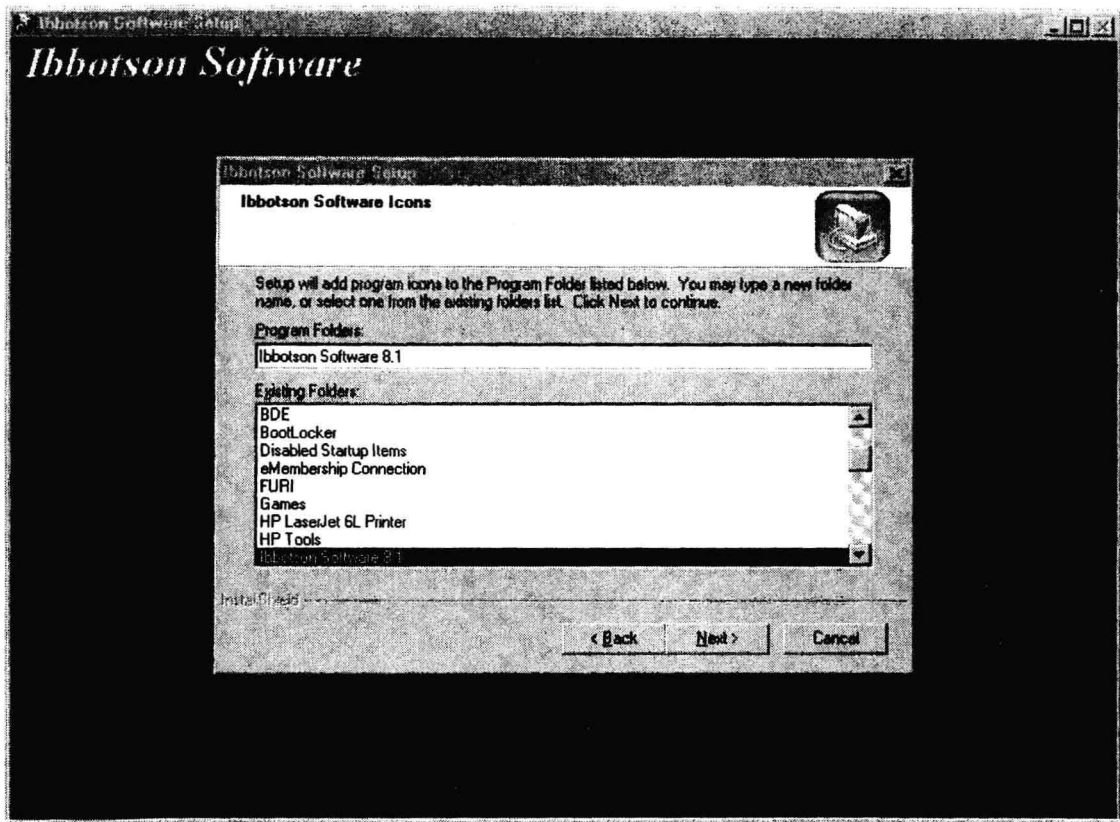 Ibbotson Software Setup
Ibbotson Software
Ibbotson Software Setup
Ibbotson Software Icons
Setup will add program icons to the Program Folder listed below. You may type a new folder
name, or select one from the existing folders list. Click Next to continue.
Program Folders:
Ibbotson Software 8.1
Existing Folders:
BDE
BootLocker
Disabled Startup Items
eMembership Connection
FURI
Games
HP LaserJet 6L Printer
HP Tools
Ibbotson Software 8.1
InstallShield
< Back Next > Cancel